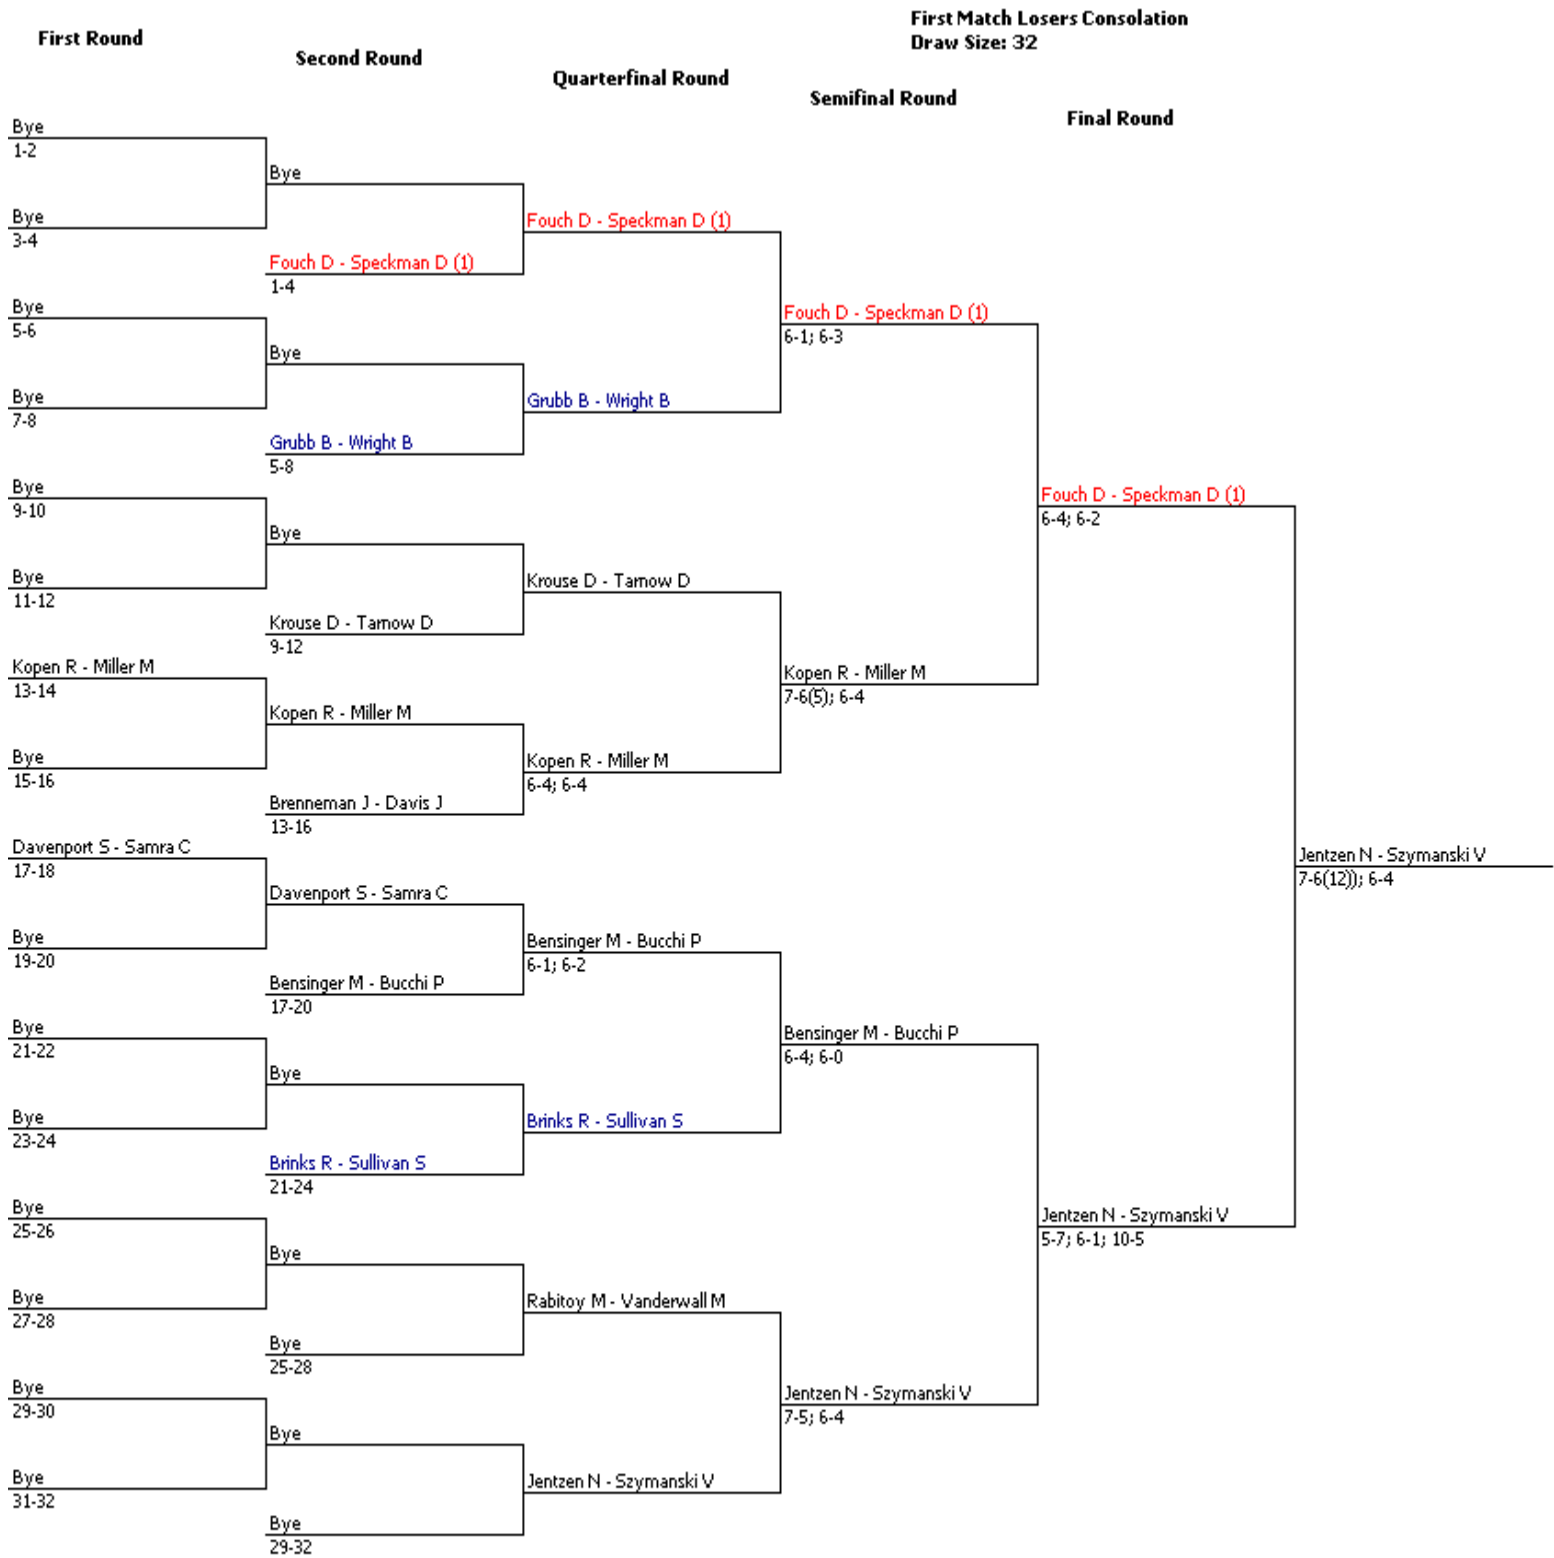 First Match Losers Consolation
Draw Size: 32
First Round
Second Round
Quarterfinal Round
Semifinal Round
Final Round
Bye
1-2
Bye
3-4
Bye
5-6
Bye
7-8
Bye
9-10
Bye
11-12
Kopen R - Miller M
13-14
Bye
15-16
Davenport S - Samra C
17-18
Bye
19-20
Bye
21-22
Bye
23-24
Bye
25-26
Bye
27-28
Bye
29-30
Bye
31-32
Bye
Fouch D - Speckman D (1)
1-4
Bye
Grubb B - Wright B
5-8
Bye
Krouse D - Tarnow D
9-12
Kopen R - Miller M
Brenneman J - Davis J
13-16
Davenport S - Samra C
Bensinger M - Bucchi P
17-20
Bye
Brinks R - Sullivan S
21-24
Bye
Bye
25-28
Bye
Bye
29-32
Fouch D - Speckman D (1)
Grubb B - Wright B
Krouse D - Tarnow D
Kopen R - Miller M
6-4; 6-4
Bensinger M - Bucchi P
6-1; 6-2
Brinks R - Sullivan S
Rabitoy M - Vanderwall M
Jentzen N - Szymanski V
Fouch D - Speckman D (1)
6-1; 6-3
Kopen R - Miller M
7-6(5); 6-4
Bensinger M - Bucchi P
6-4; 6-0
Jentzen N - Szymanski V
7-5; 6-4
Fouch D - Speckman D (1)
6-4; 6-2
Jentzen N - Szymanski V
5-7; 6-1; 10-5
Jentzen N - Szymanski V
7-6(12)); 6-4